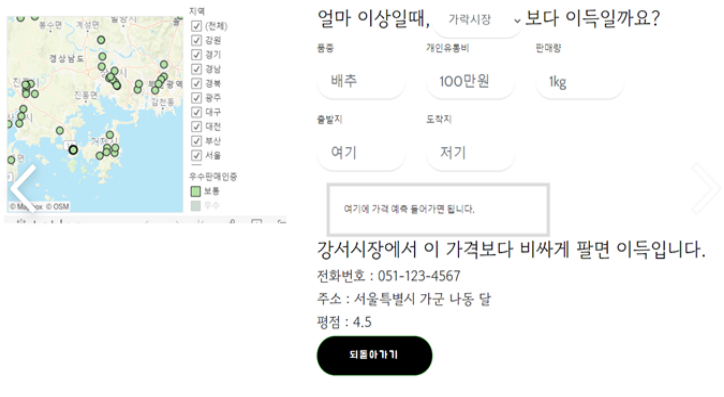 지역
(전체)
강원
경기
경남
경북
광주
대구
대전
부산
서울
우수판매인증
보통
우수
경상남도
진동면
거제시
© Mapbox © OSM
얼마 이상일때, 가락시장 보다 이득일까요?
품종 개인유통비 판매량
배추 100만원 1kg
출발지 도착지
여기 저기
여기에 가격 예측 들어가면 됩니다.
강서시장에서 이 가격보다 비싸게 팔면 이득입니다.
전화번호 : 051-123-4567
주소 : 서울특별시 가군 나동 달
평점 : 4.5
되돌아가기